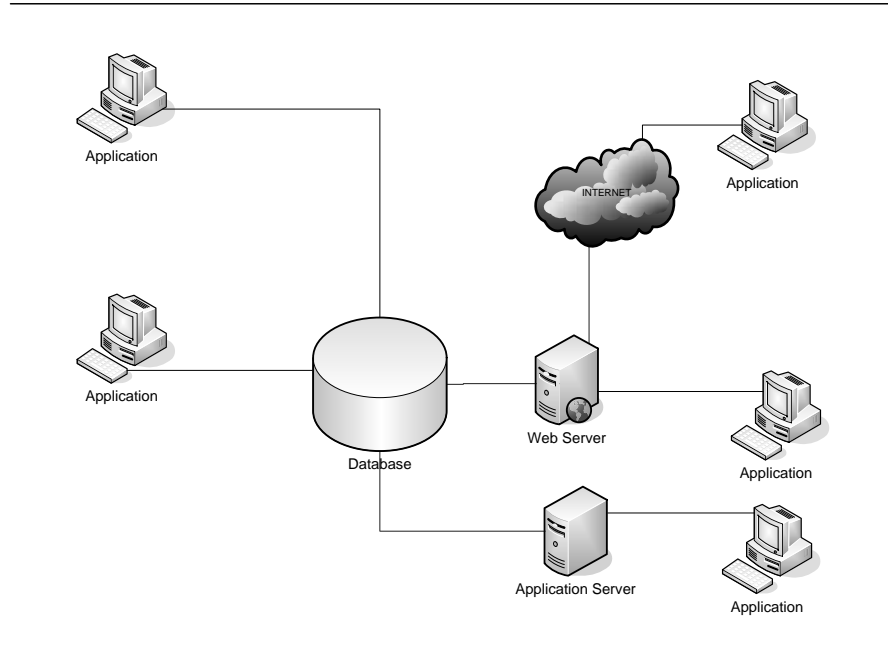 Application
INTERNET
Application
Application
Web Server
Database
Application
Application Server
Application